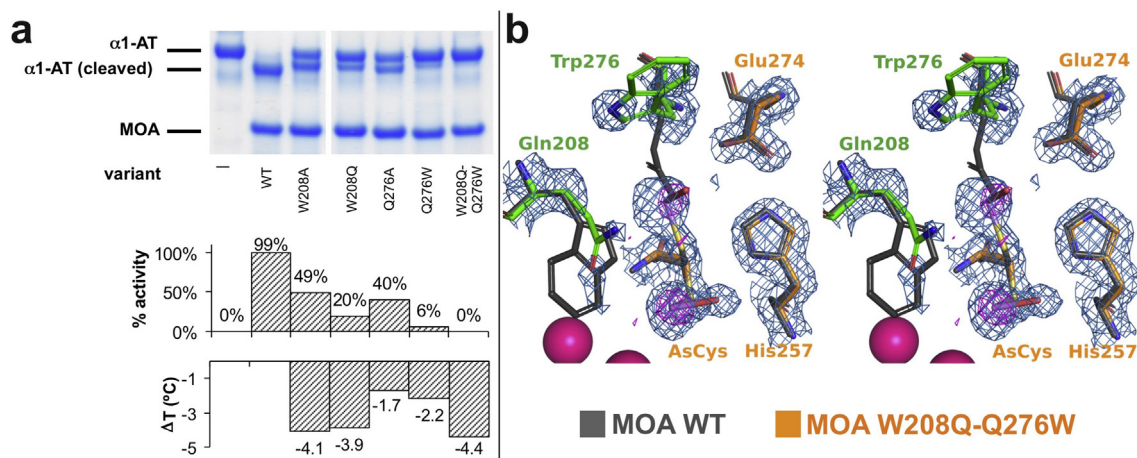 a
α1-AT
α1-AT (cleaved)
MOA
variant
—
WT
W208A
W208Q
Q276A
Q276W
W208Q-
Q276W
% activity
100%
50%
0%
0%
99%
49%
20%
40%
6%
0%
ΔT (ºC)
-1
-3
-5
-4.1
-3.9
-1.7
-2.2
-4.4
b
Trp276
Glu274
Gln208
AsCys
His257
Trp276
Glu274
Gln208
AsCys
His257
MOA WT
MOA W208Q-Q276W